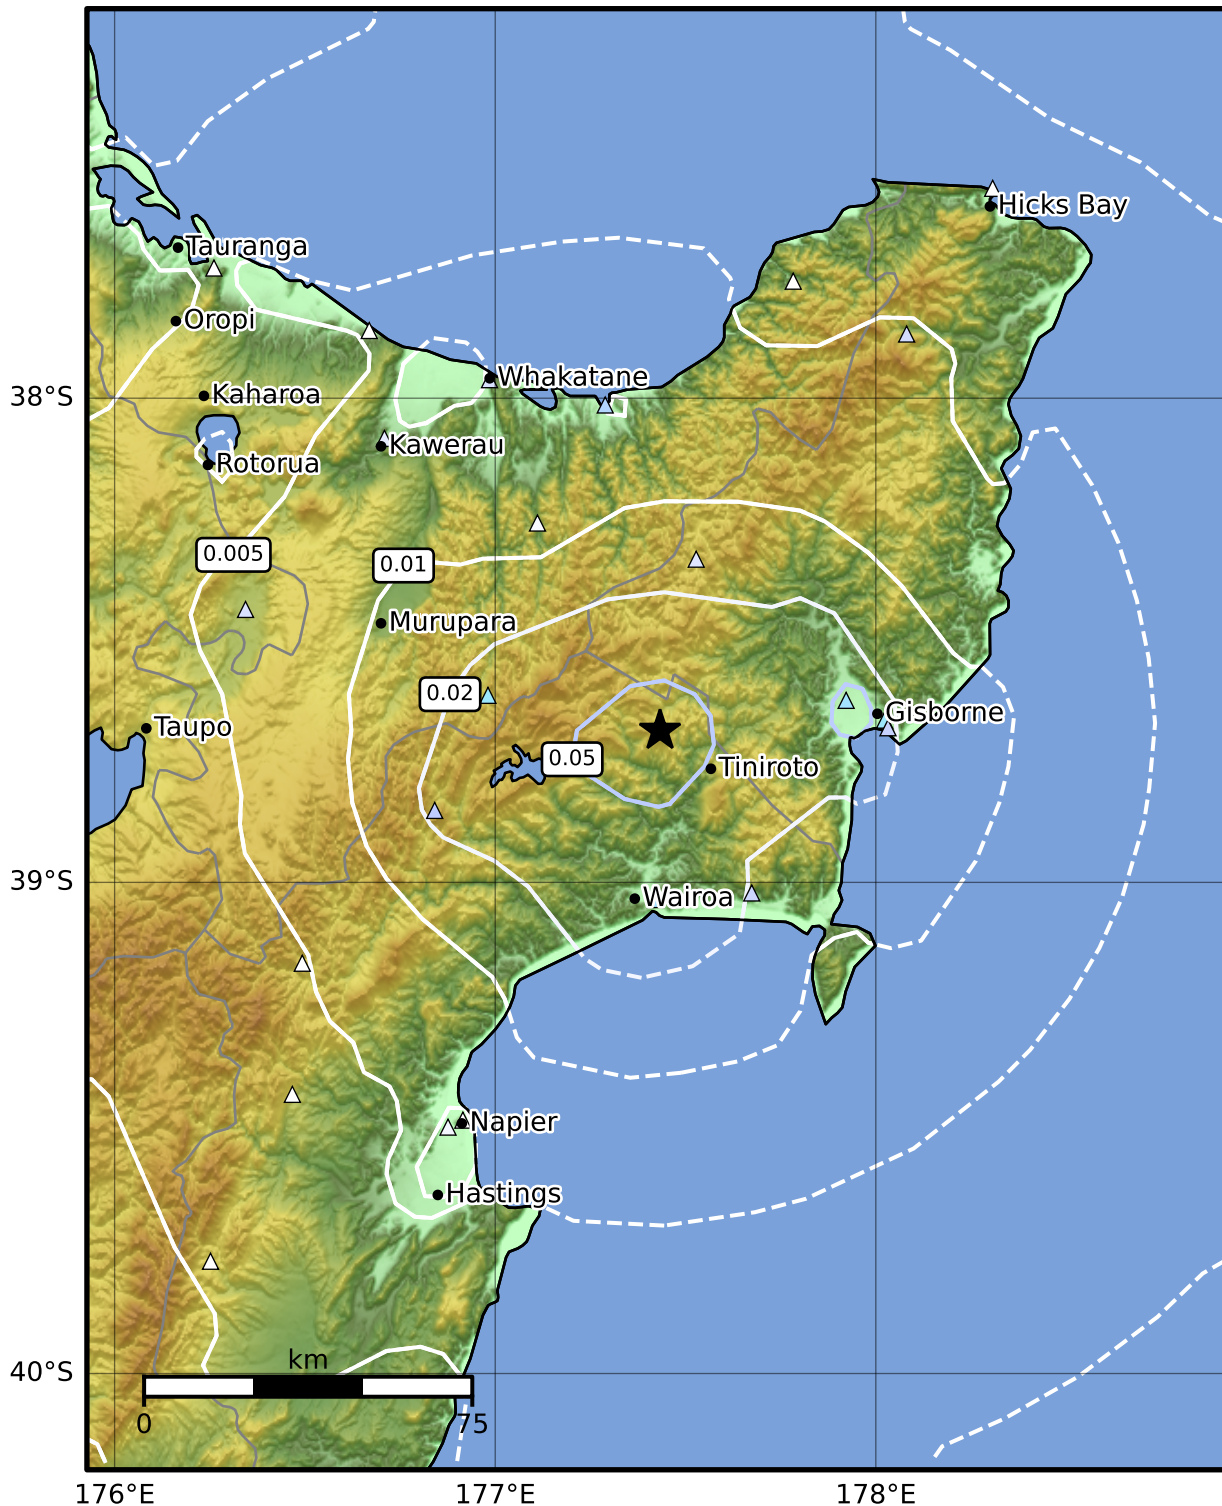 Hicks Bay
Tauranga
Oropi
Whakatane
38°S
Kaharoa
Kawerau
Rotorua
0.005
0.01
Murupara
0.02
Gisborne
Taupo
0.05
Tiniroto
39°S
Wairoa
Napier
Hastings
km
40°S
0
75
176°E
177°E
178°E